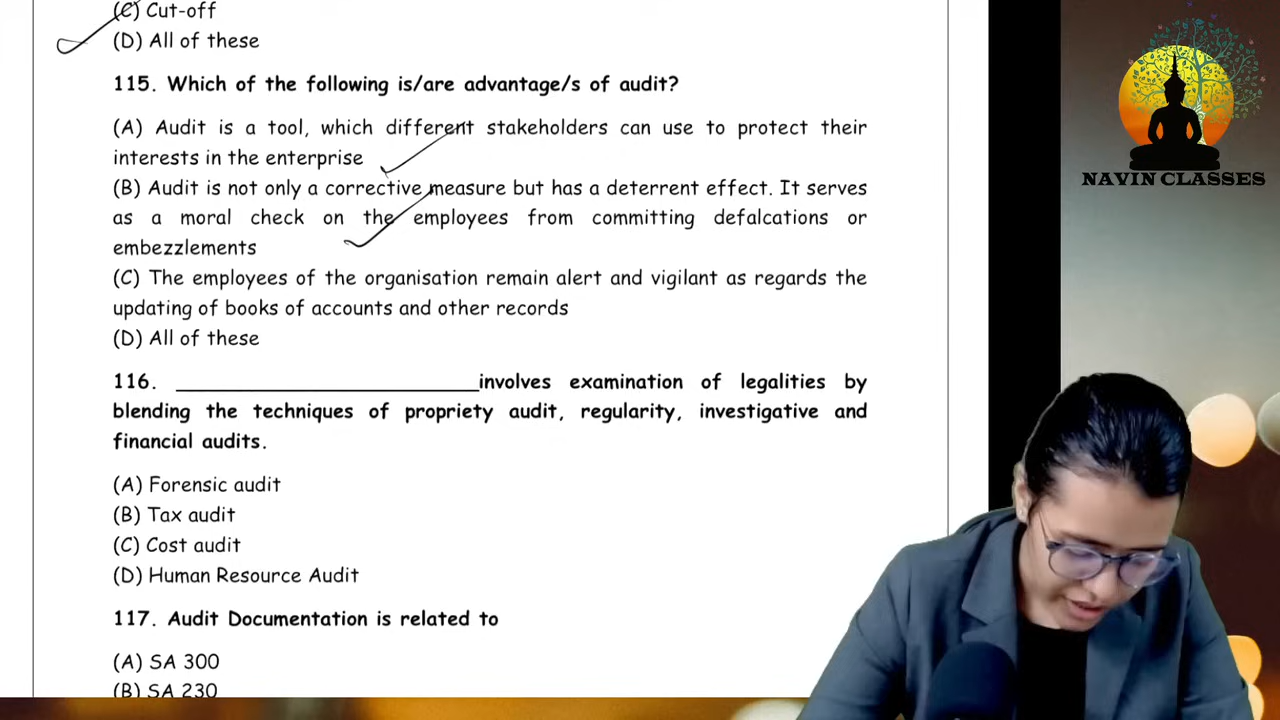 (C) Cut-off
(D) All of these
115. Which of the following is/are advantage/s of audit?
(A) Audit is a tool, which different stakeholders can use to protect their
interests in the enterprise
(B) Audit is not only a corrective measure but has a deterrent effect. It serves
as a moral check on the employees from committing defalcations or
embezzlements
(C) The employees of the organisation remain alert and vigilant as regards the
updating of books of accounts and other records
(D) All of these
116. ____________________________involves examination of legalities by
blending the techniques of propriety audit, regularity, investigative and
financial audits.
(A) Forensic audit
(B) Tax audit
(C) Cost audit
(D) Human Resource Audit
117. Audit Documentation is related to
(A) SA 300
(B) SA 230
NAVIN CLASSES